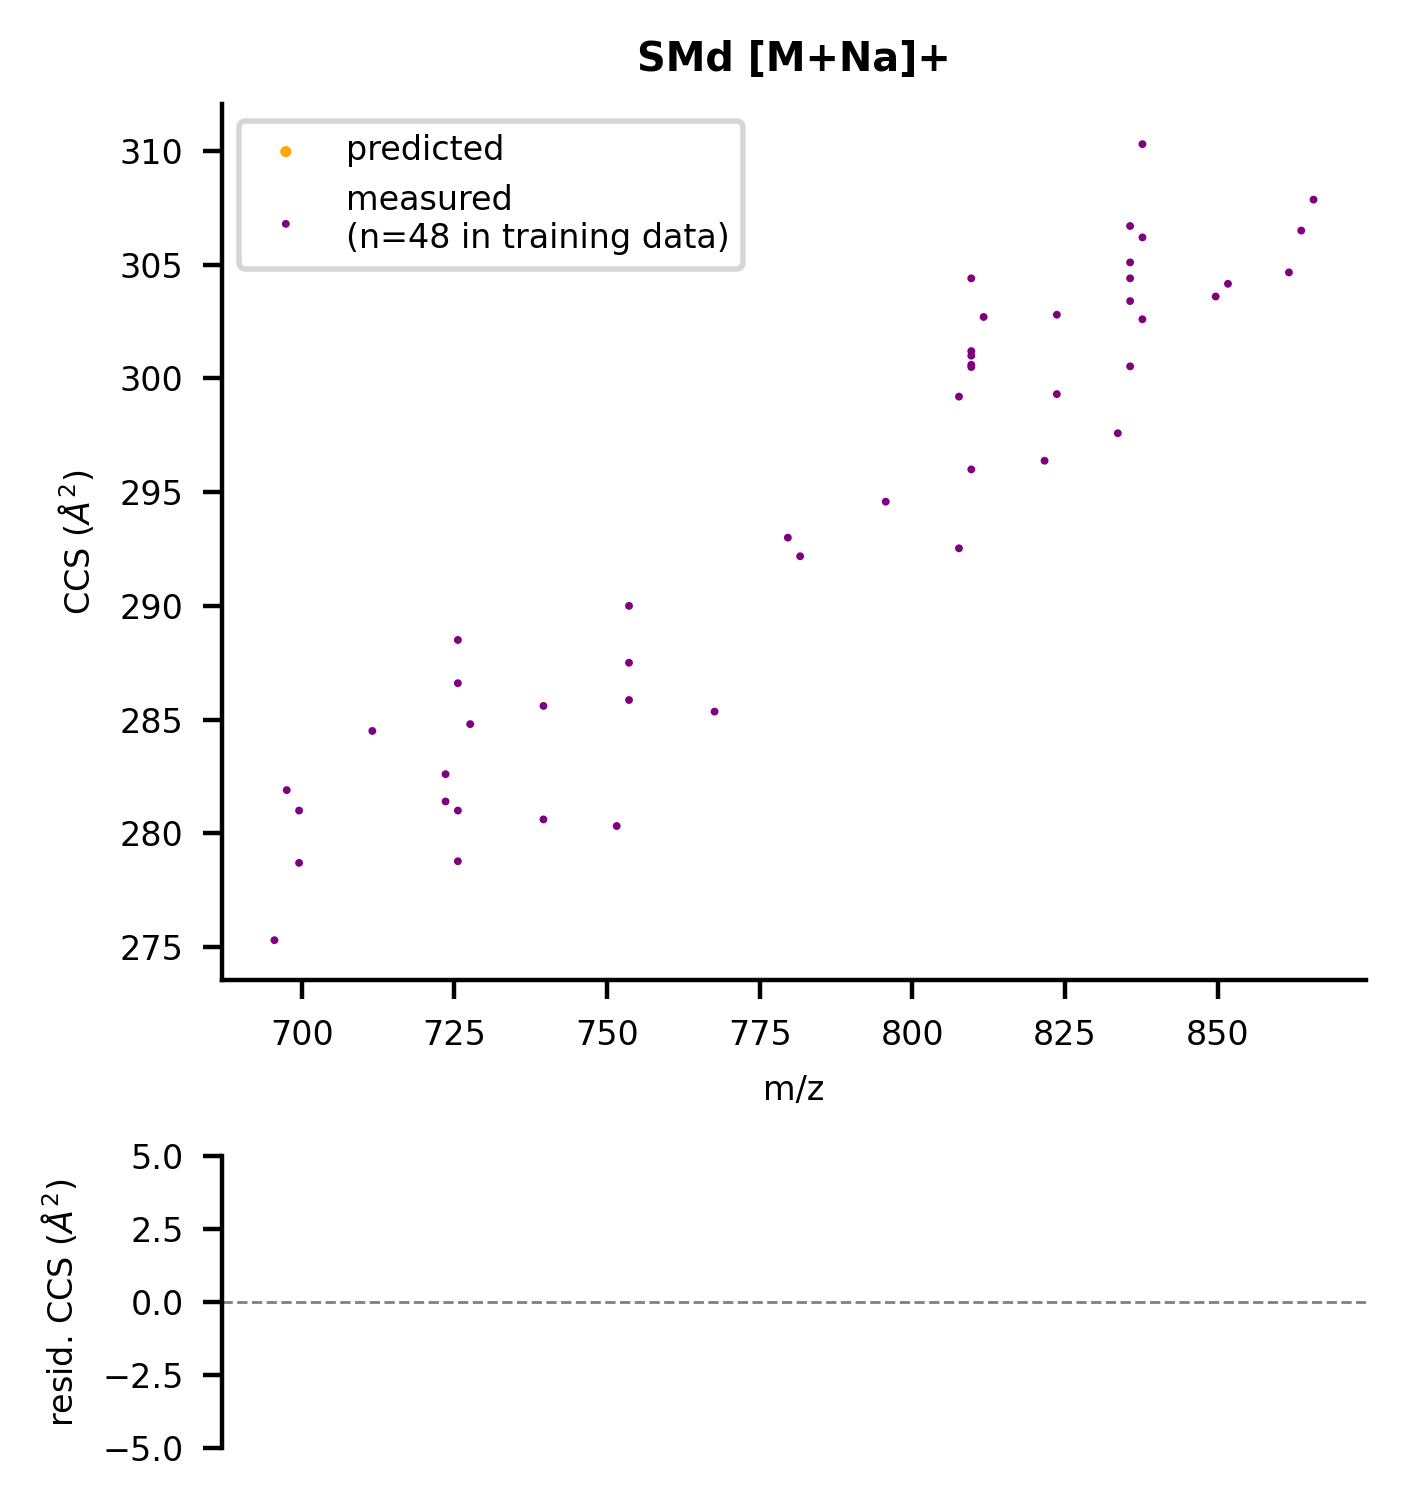 SMd [M+Na]+
predicted
measured
(n=48 in training data)
310
305
300
295
290
285
280
275
CCS (Å²)
700 725 750 775 800 825 850
m/z
5.0
2.5
0.0
−2.5
−5.0
resid. CCS (Å²)